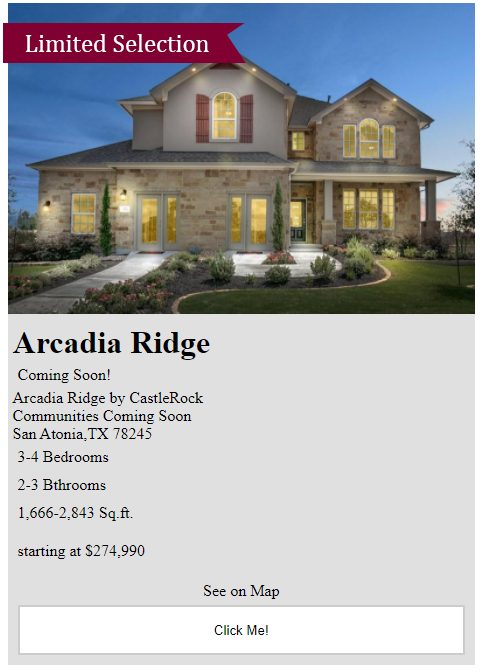 Limited Selection
Arcadia Ridge
Coming Soon!
Arcadia Ridge by CastleRock
Communities Coming Soon
San Atonia,TX 78245
3-4 Bedrooms
2-3 Bthrooms
1,666-2,843 Sq.ft.
starting at $274,990
See on Map
Click Me!